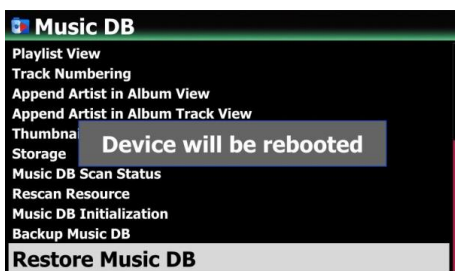 Music DB
Playlist View
Track Numbering
Append Artist in Album View
Append Artist in Album Track View
Device will be rebooted
Storage
Music DB Scan Status
Rescan Resource
Music DB Initialization
Backup Music DB
Restore Music DB